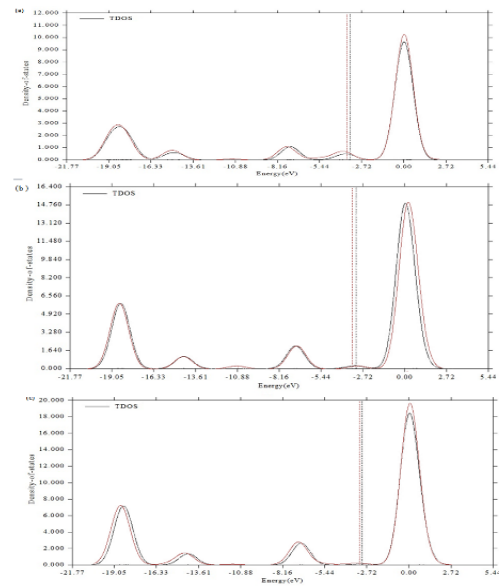 (a)
TDOS
Density-of-states
12.000
11.000
10.000
9.000
8.000
7.000
6.000
5.000
4.000
3.000
2.000
1.000
0.000
-21.77 -19.05 -16.33 -13.61 -10.88 -8.16 -5.44 -2.72 0.00 2.72 5.44
Energy(eV)
(b)
TDOS
Density-of-states
16.400
14.760
13.120
11.480
9.840
8.200
6.560
4.920
3.280
1.640
0.000
-21.77 -19.05 -16.33 -13.61 -10.88 -8.16 -5.44 -2.72 0.00 2.72 5.44
Energy(eV)
(c)
TDOS
Density-of-states
20.000
18.000
16.000
14.000
12.000
10.000
8.000
6.000
4.000
2.000
0.000
-21.77 -19.05 -16.33 -13.61 -10.88 -8.16 -5.44 -2.72 0.00 2.72 5.44
Energy(eV)